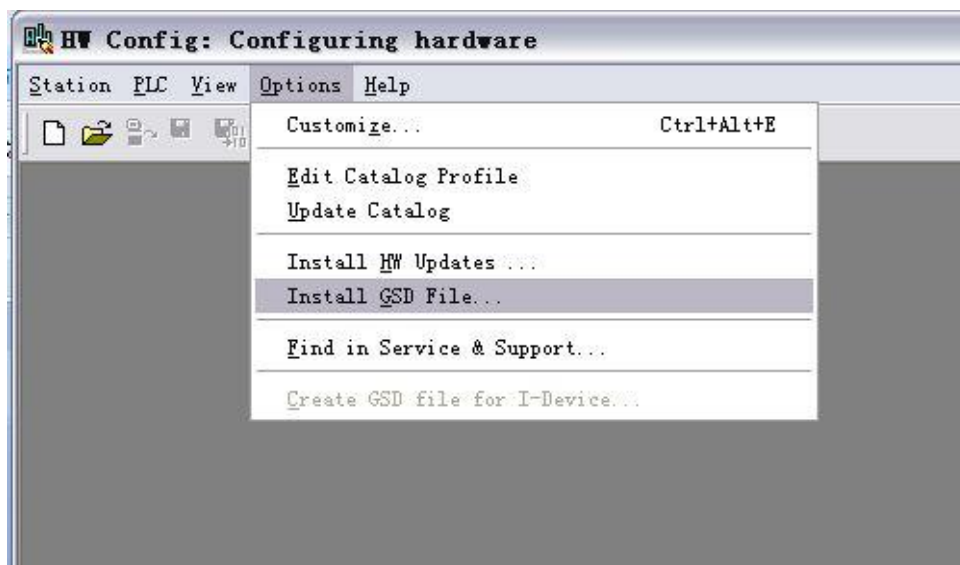 HW Config: Configuring hardware
Station PLC View Options Help
Customize... Ctrl+Alt+E
Edit Catalog Profile
Update Catalog
Install HW Updates ...
Install GSD File...
Find in Service & Support...
Create GSD file for I-Device...